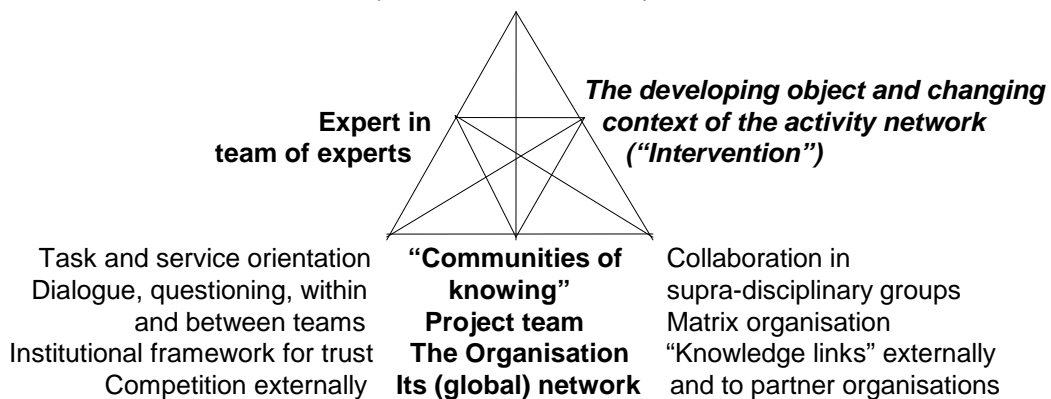 The developing object and changing
context of the activity network
(“Intervention”)
Expert in
team of experts
Task and service orientation
Dialogue, questioning, within
and between teams
Institutional framework for trust
Competition externally
“Communities of
knowing”
Project team
The Organisation
Its (global) network
Collaboration in
supra-disciplinary groups
Matrix organisation
“Knowledge links” externally
and to partner organisations